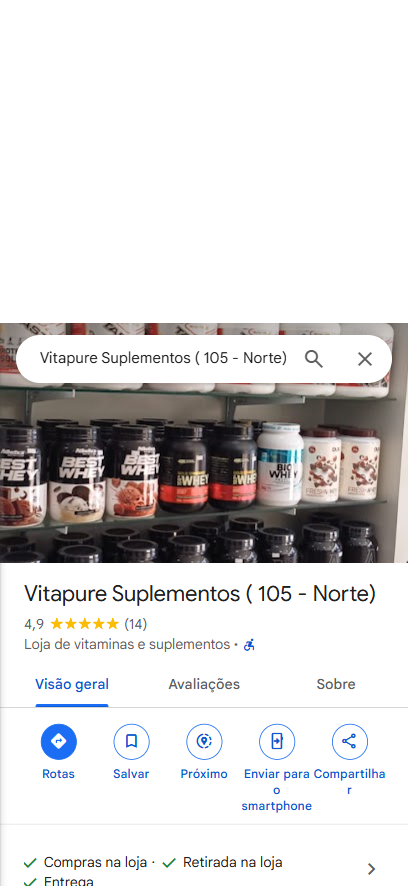 Vitapure Suplementos ( 105 - Norte)
BEST
WHEY
BEST
WHEY
BEST
WHEY
WHEY
WHEY
BIO
WHEY
Vitapure Suplementos ( 105 - Norte)
4,9 (14)
Loja de vitaminas e suplementos ·
Visão geral Avaliações Sobre
Rotas Salvar Próximo Enviar para Compartilha
o r
smartphone
Compras na loja · Retirada na loja
Entrega